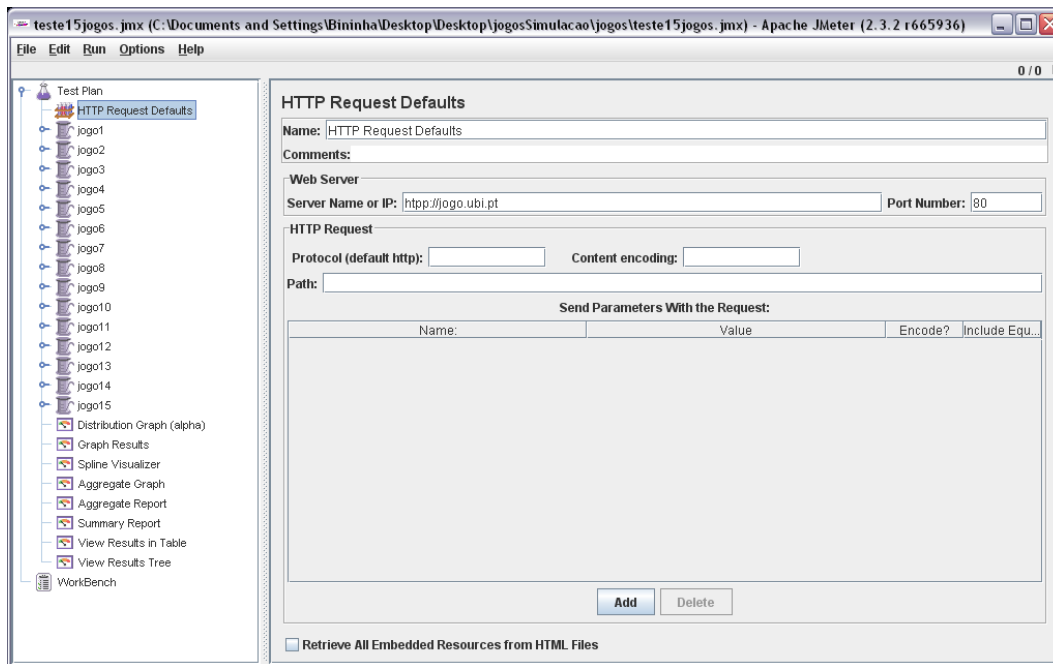 teste15jogos.jmx (C:\Documents and Settings\Bininha\Desktop\Desktop\jogosSimulacao\jogos\teste15jogos.jmx) - Apache JMeter (2.3.2 r665936)
File Edit Run Options Help
0 / 0
Test Plan
HTTP Request Defaults
jogo1
jogo2
jogo3
jogo4
jogo5
jogo6
jogo7
jogo8
jogo9
jogo10
jogo11
jogo12
jogo13
jogo14
jogo15
Distribution Graph (alpha)
Graph Results
Spline Visualizer
Aggregate Graph
Aggregate Report
Summary Report
View Results in Table
View Results Tree
WorkBench
HTTP Request Defaults
Name: HTTP Request Defaults
Comments:
Web Server
Server Name or IP: htpp://jogo.ubi.pt Port Number: 80
HTTP Request
Protocol (default http): Content encoding:
Path:
Send Parameters With the Request:
Name: Value Encode? Include Equ...
Add Delete
Retrieve All Embedded Resources from HTML Files